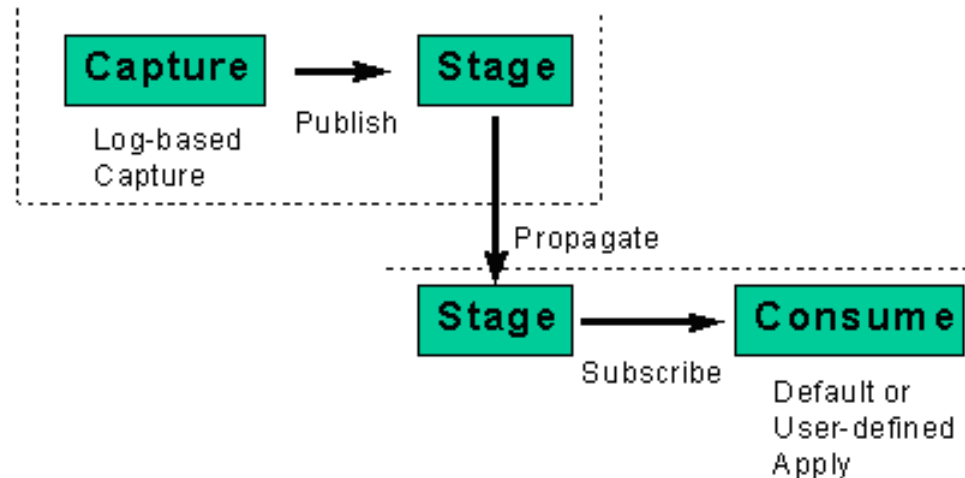 Capture
Stage
Publish
Log-based
Capture
Propagate
Stage
Consume
Subscribe
Default or
User-defined
Apply